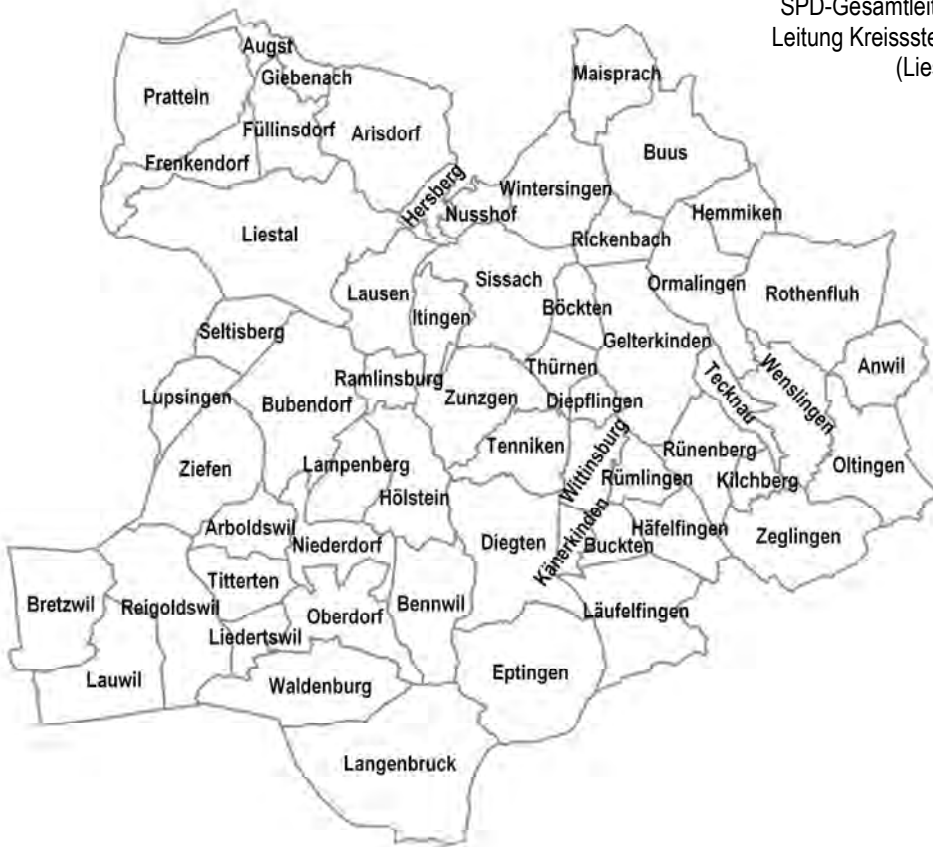 SPD-Gesamtleit
Leitung Kreissste
(Lies
Augst
Maisprach
Giebenach
Pratteln
Füllinsdorf
Arisdorf
Buus
Frenkendorf
Hersberg
Wintersingen
Nusshof
Hemmiken
Liestal
Rickenbach
Sissach
Ormalingen
Rothenfluh
Lausen
Itingen
Böckten
Seltisberg
Gelterkinden
Anwil
Thürnen
Ramlinsburg
Tecknau
Wenslingen
Lupsingen
Bubendorf
Zunzgen
Diepflingen
Tenniken
Wittinsburg
Rünenberg
Ziefen
Lampenberg
Oltingen
Rümlingen
Kilchberg
Hölstein
Arboldswil
Häfelfingen
Zeglingen
Niederdorf
Diegten
Känerkinden
Buckten
Titterten
Bretzwil
Reigoldswil
Bennwil
Oberdorf
Läufelfingen
Liedertswil
Eptingen
Lauwil
Waldenburg
Langenbruck